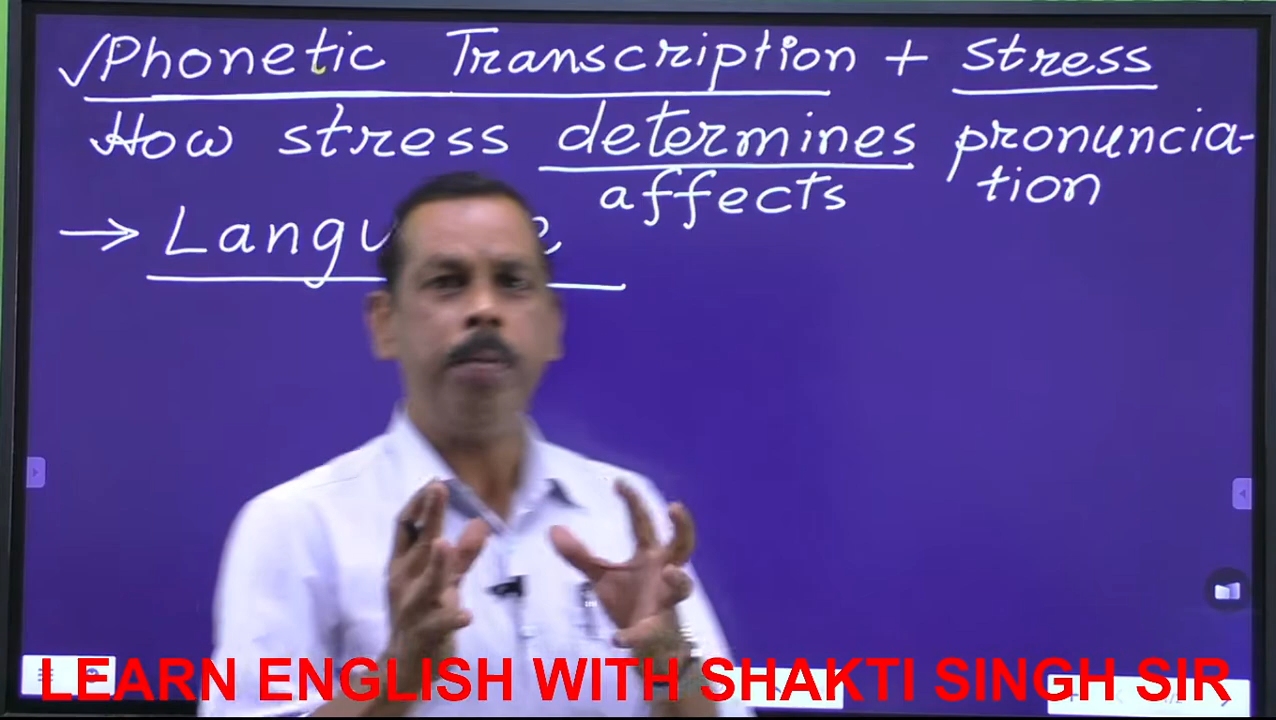 ✓Phonetic Transcription + Stress
How stress determines pronuncia-
affects tion
→ Langu e
LEARN ENGLISH WITH SHAKTI SINGH SIR